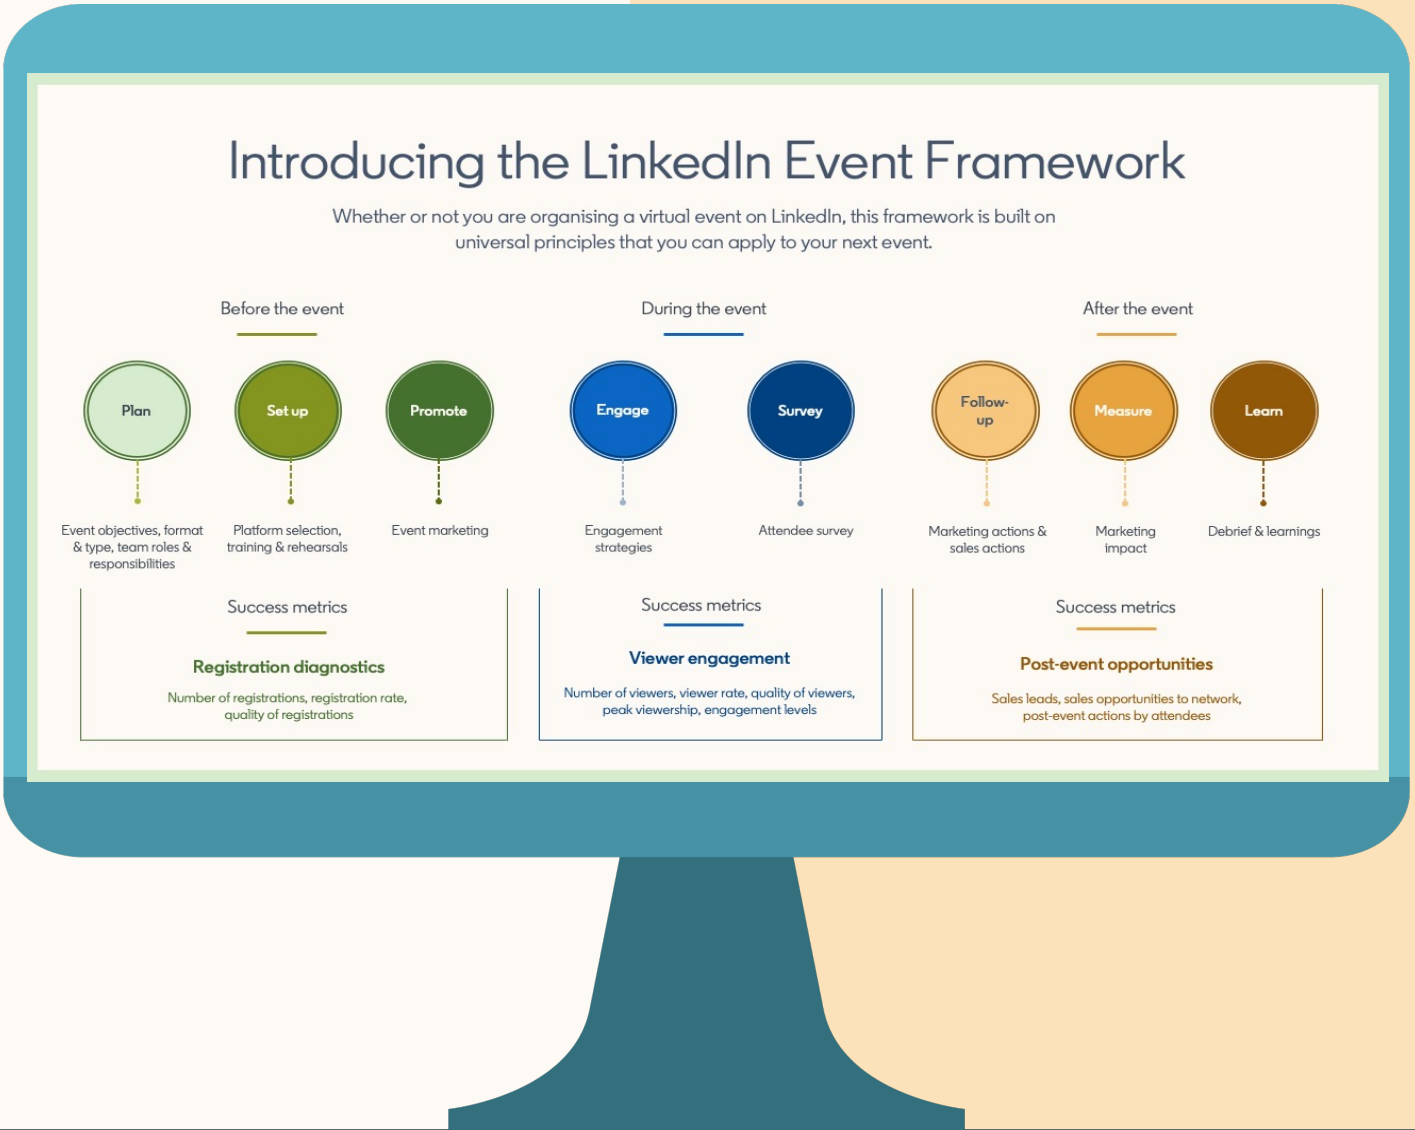 Introducing the LinkedIn Event Framework
Whether or not you are organising a virtual event on LinkedIn, this framework is built on
universal principles that you can apply to your next event.
Before the event
Plan
Set up
Promote
Event objectives, format
& type, team roles &
responsibilities
Platform selection,
training & rehearsals
Event marketing
Success metrics
Registration diagnostics
Number of registrations, registration rate,
quality of registrations
During the event
Engage
Survey
Engagement
strategies
Attendee survey
Success metrics
Viewer engagement
Number of viewers, viewer rate, quality of viewers,
peak viewership, engagement levels
After the event
Follow-
up
Measure
Learn
Marketing actions &
sales actions
Marketing
impact
Debrief & learnings
Success metrics
Post-event opportunities
Sales leads, sales opportunities to network,
post-event actions by attendees